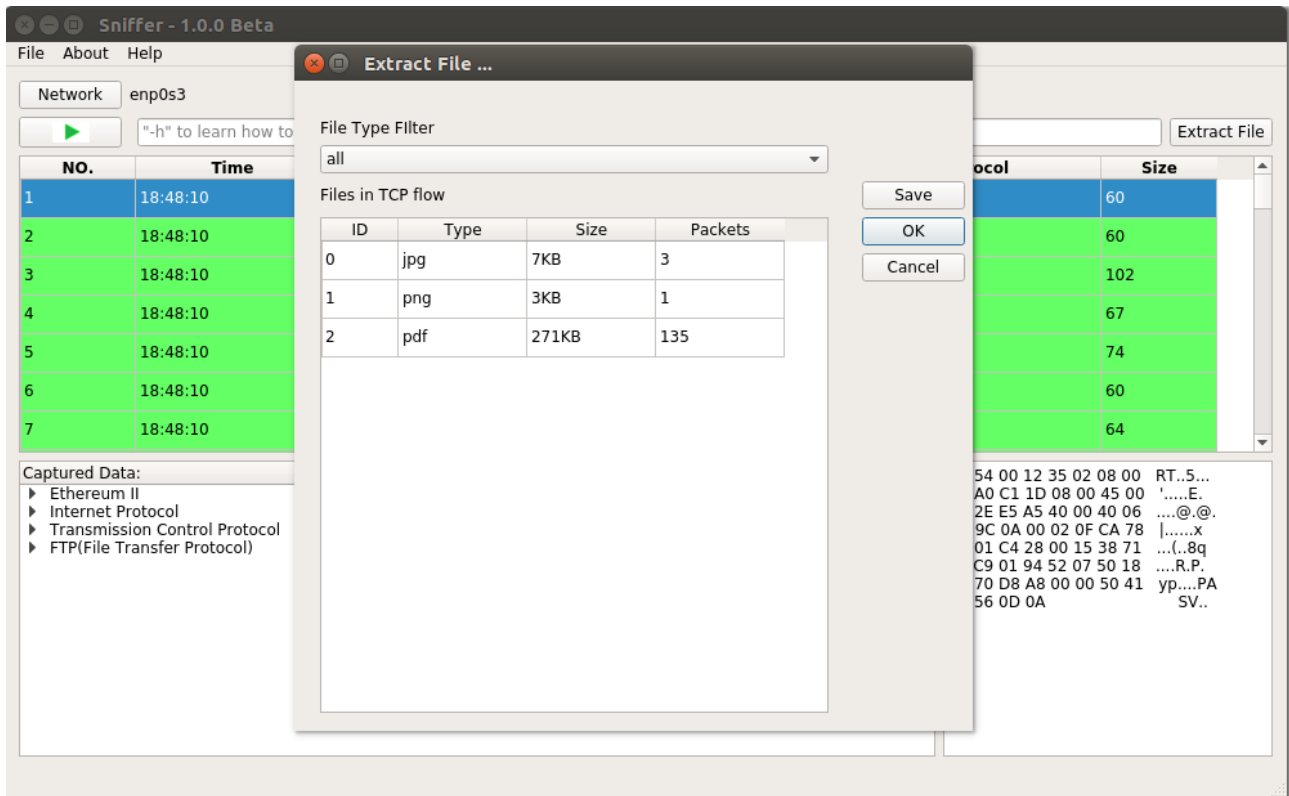 Sniffer - 1.0.0 Beta
File About Help
Network enp0s3
"-h" to learn how to
Extract File
NO. Time ocol Size
1 18:48:10 60
2 18:48:10 60
3 18:48:10 102
4 18:48:10 67
5 18:48:10 74
6 18:48:10 60
7 18:48:10 64
Extract File ...
File Type FIlter
all
Files in TCP flow
Save
OK
Cancel
ID Type Size Packets
0 jpg 7KB 3
1 png 3KB 1
2 pdf 271KB 135
Captured Data:
Ethereum II
Internet Protocol
Transmission Control Protocol
FTP(File Transfer Protocol)
54 00 12 35 02 08 00 RT..5...
A0 C1 1D 08 00 45 00 '.....E.
2E E5 A5 40 00 40 06 ....@.@.
9C 0A 00 02 0F CA 78 |......x
01 C4 28 00 15 38 71 ...(..8q
C9 01 94 52 07 50 18 ....R.P.
70 D8 A8 00 00 50 41 yp....PA
56 0D 0A SV..